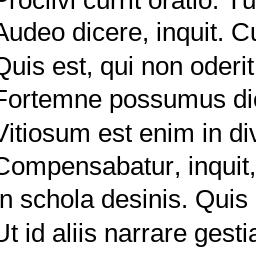 Proclivi currit oratio. Tu
Audeo dicere, inquit. Cu
Quis est, qui non oderit
Fortemne possumus dic
Vitiosum est enim in div
Compensabatur, inquit,
In schola desinis. Quis
Ut id aliis narrare gestia